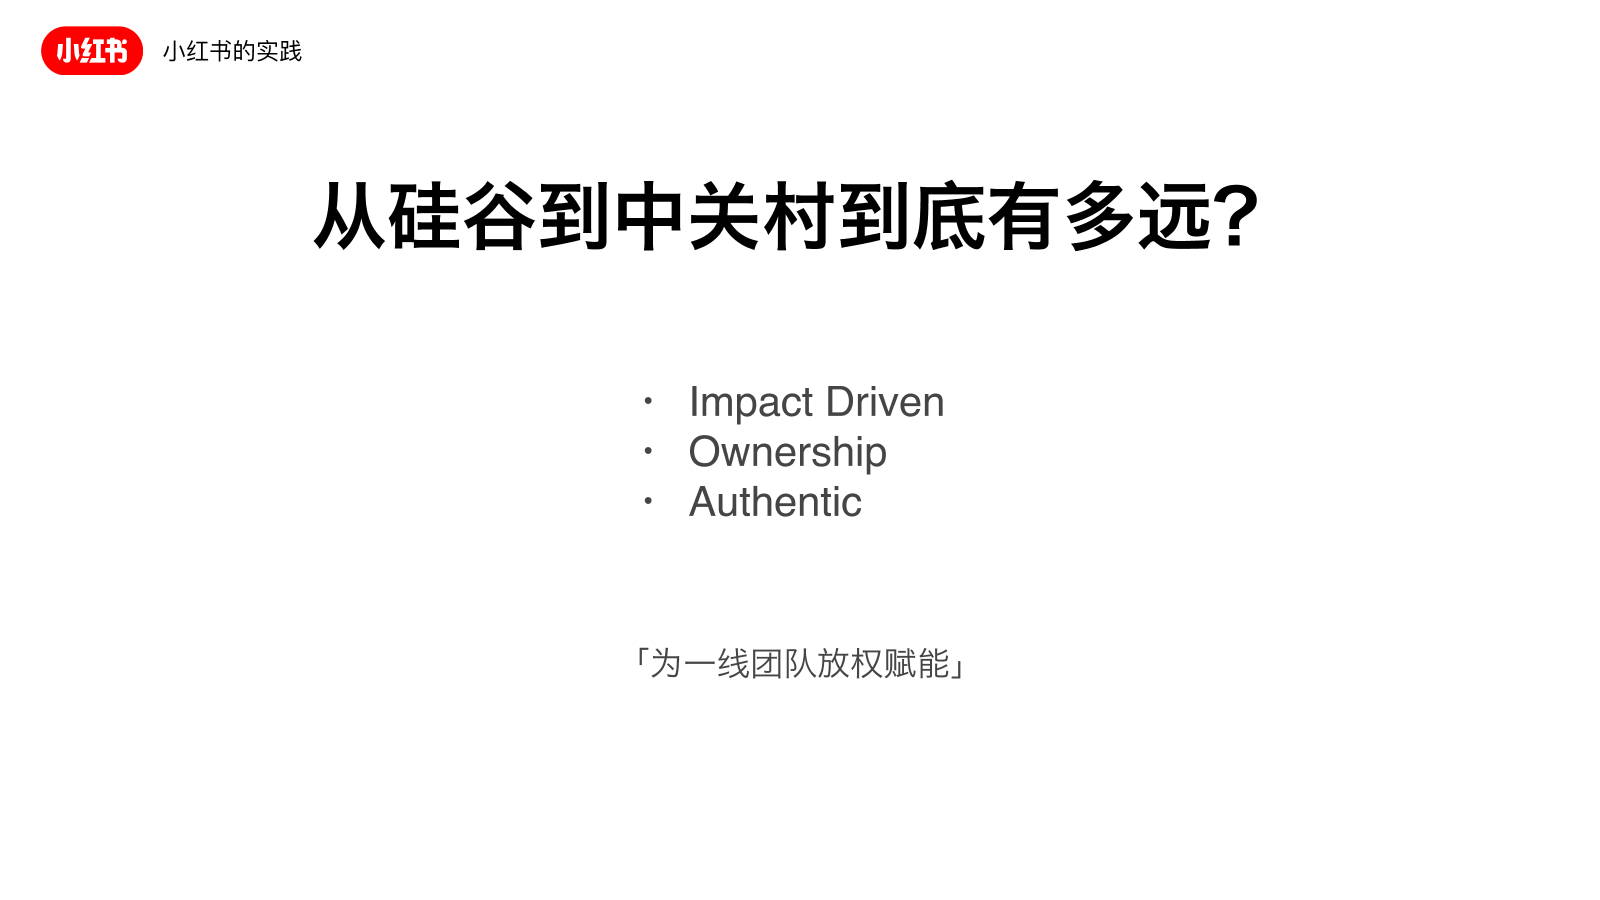 小红书 小红书的实践
从硅谷到中关村到底有多远?
• Impact Driven
• Ownership
• Authentic
「为一线团队放权赋能」